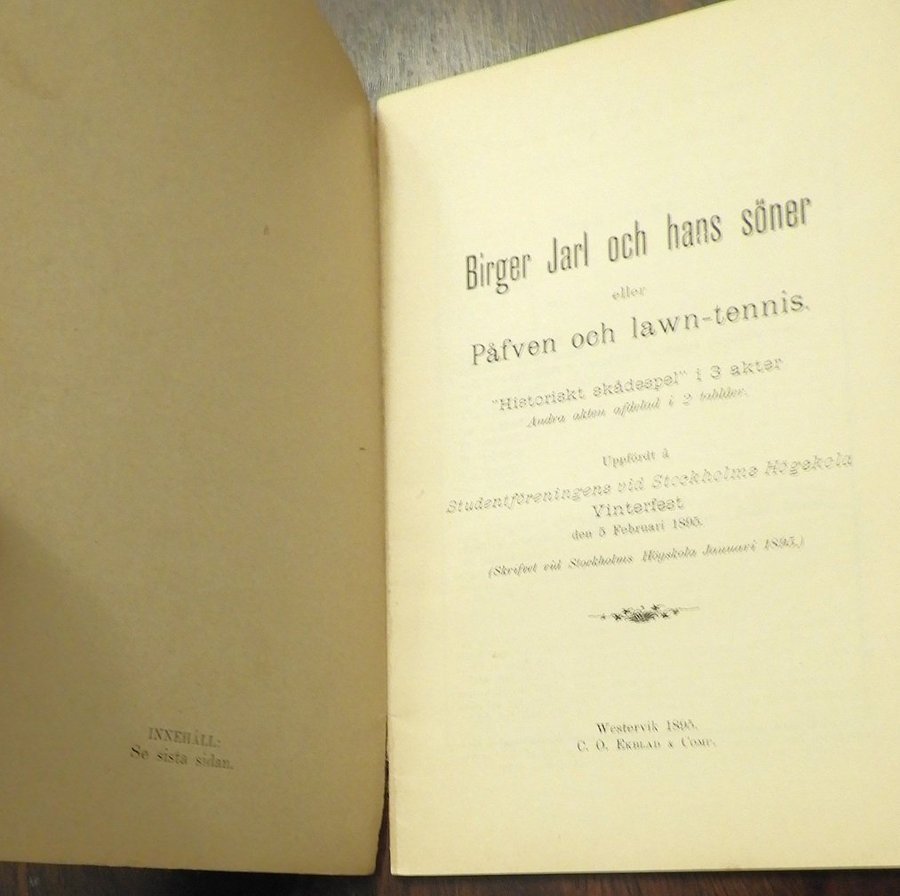 INNEHÅLL:
Se sista sidan.
Birger Jarl och hans söner
eller
Påfven och lawn-tennis.
"Historiskt skådespel" i 3 akter
Andra akten afdelad i 2 tablåer.
Uppfördt å
Studentföreningens vid Stockholms Högskola
Vinterfest
den 5 Februari 1895.
(Skrifvet vid Stockholms Högskola Januari 1895.)
Westervik 1895.
C. O. EKBLAD & COMP.